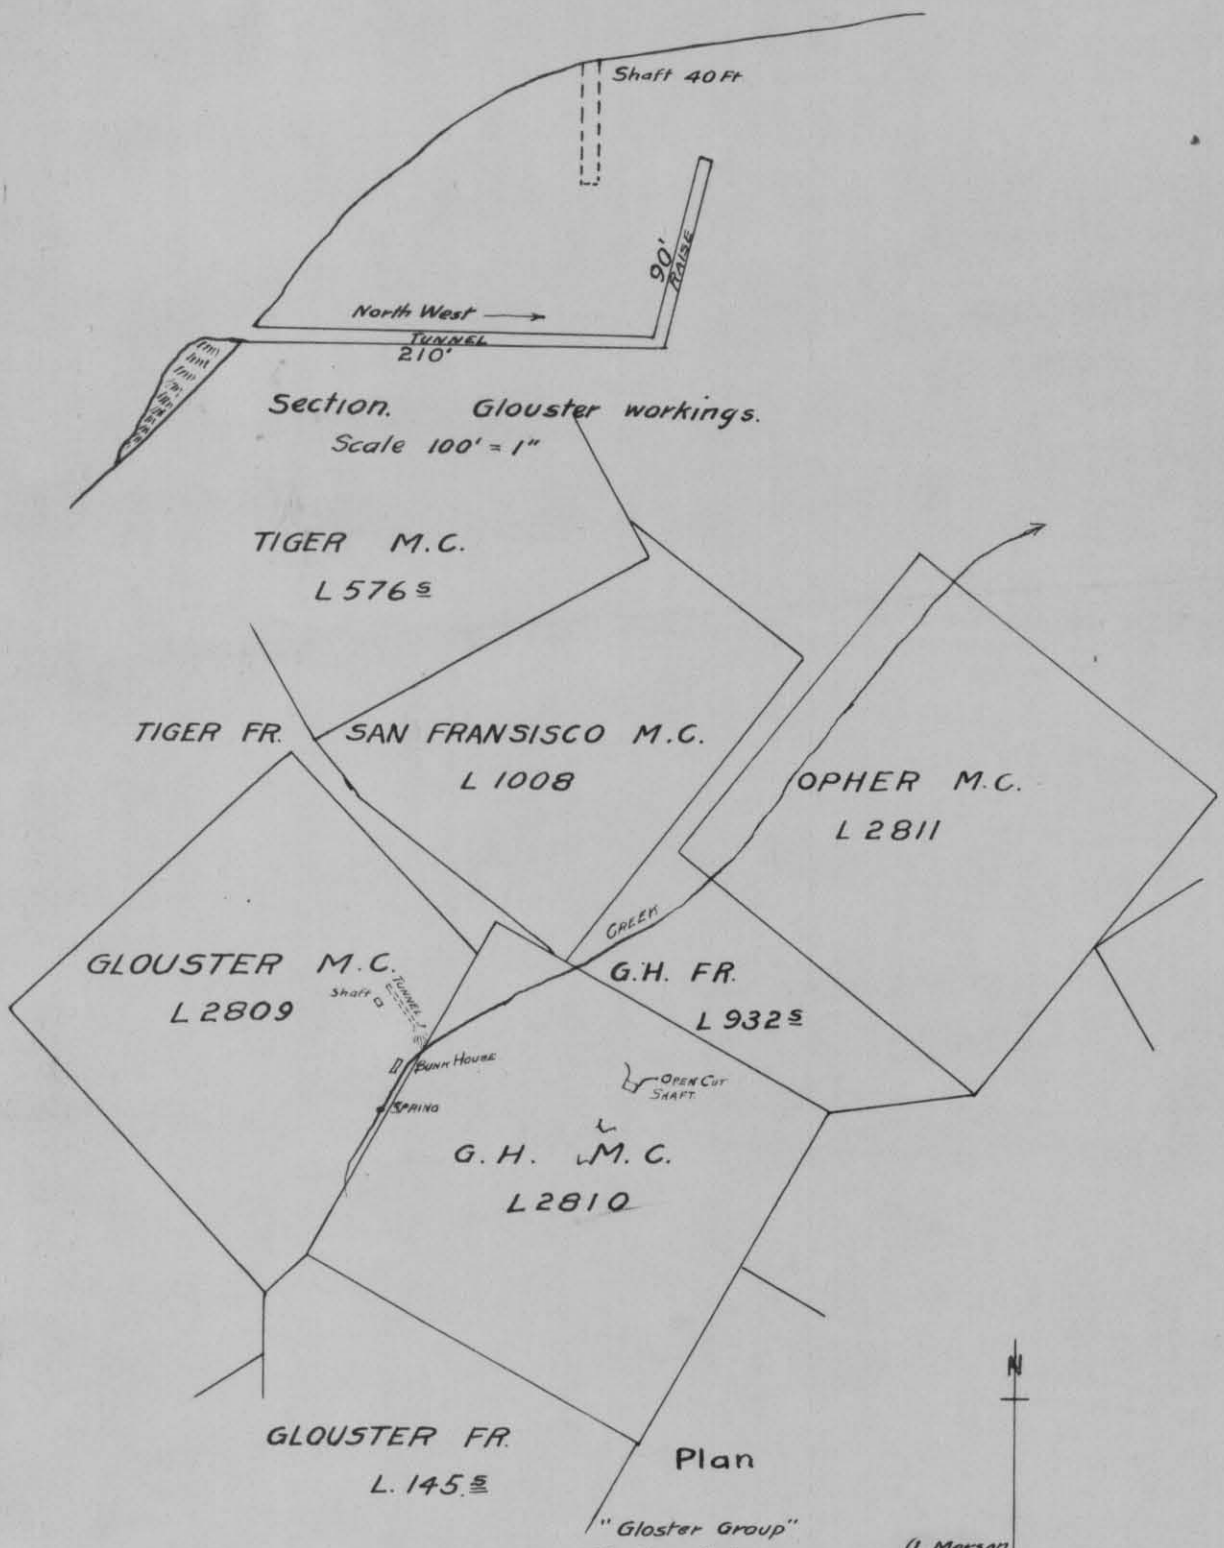 Shaft 40 Ft
90'
RAISE
North West
TUNNEL
210'
Section. Glouster workings.
Scale 100' = 1"
TIGER M.C.
L 576 s
TIGER FR.
SAN FRANSISCO M.C.
L 1008
OPHER M.C.
L 2811
CREEK
GLOUSTER M.C.
L 2809
Shaft
TUNNEL
G.H. FR.
L 932 s
BUNK HOUSE
OPEN CUT
SHAFT.
SPRING
G. H. M. C.
L 2810
N
GLOUSTER FR.
L. 145. s
Plan
"Gloster Group"